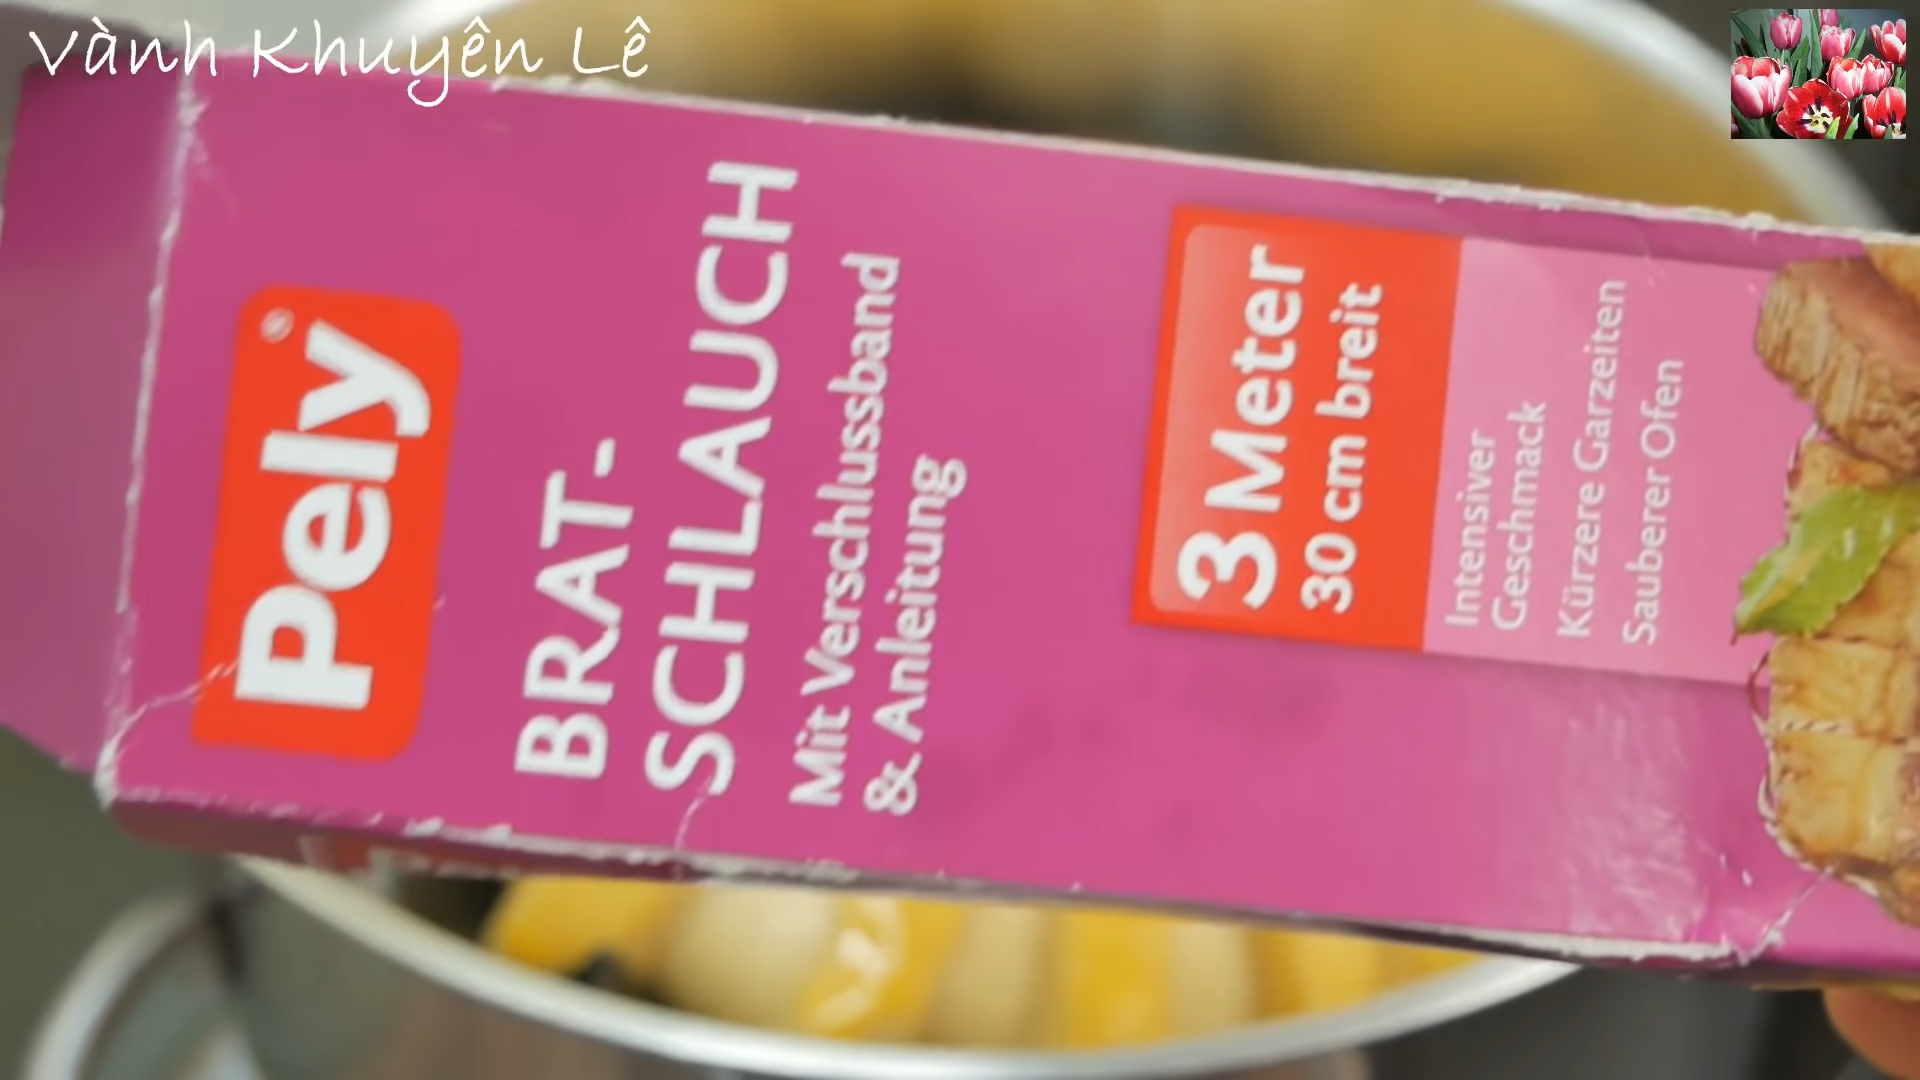 Vành Khuyên Lê
Pely®
BRAT-
SCHLAUCH
Mit Verschlussband
& Anleitung
3 Meter
30 cm breit
Intensiver
Geschmack
Kürzere Garzeiten
Sauberer Ofen